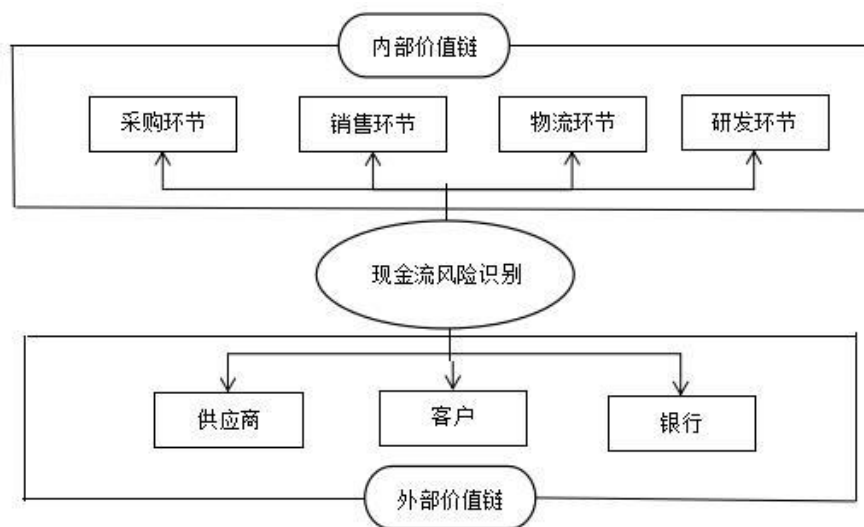 内部价值链
采购环节
销售环节
物流环节
研发环节
现金流风险识别
供应商
客户
银行
外部价值链